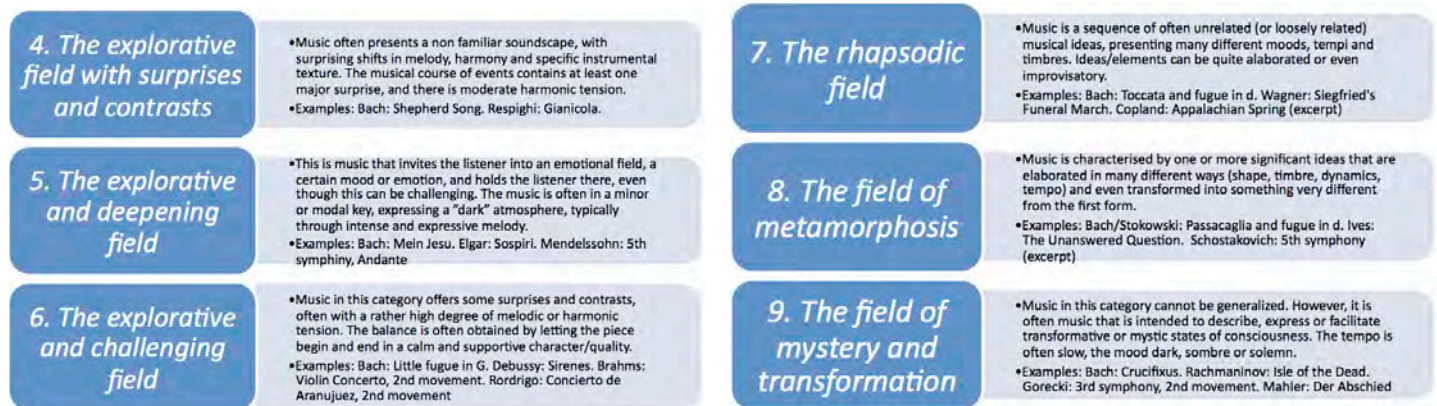 4. The explorative
field with surprises
and contrasts
•Music often presents a non familiar soundscape, with
surprising shifts in melody, harmony and specific instrumental
texture. The musical course of events contains at least one
major surprise, and there is moderate harmonic tension.
•Examples: Bach: Shepherd Song. Respighi: Gianicola.
5. The explorative
and deepening
field
•This is music that invites the listener into an emotional field, a
certain mood or emotion, and holds the listener there, even
though this can be challenging. The music is often in a minor
or modal key, expressing a "dark" atmosphere, typically
through intense and expressive melody.
•Examples: Bach: Mein Jesu. Elgar: Sospiri. Mendelssohn: 5th
symphiny, Andante
6. The explorative
and challenging
field
•Music in this category offers some surprises and contrasts,
often with a rather high degree of melodic or harmonic
tension. The balance is often obtained by letting the piece
begin and end in a calm and supportive character/quality.
•Examples: Bach: Little fugue in G. Debussy: Sirenes. Brahms:
Violin Concerto, 2nd movement. Rordrigo: Concierto de
Aranujuez, 2nd movement
7. The rhapsodic
field
•Music is a sequence of often unrelated (or loosely related)
musical ideas, presenting many different moods, tempi and
timbres. Ideas/elements can be quite alaborated or even
improvisatory.
•Examples: Bach: Toccata and fugue in d. Wagner: Siegfried's
Funeral March. Copland: Appalachian Spring (excerpt)
8. The field of
metamorphosis
•Music is characterised by one or more significant ideas that are
elaborated in many different ways (shape, timbre, dynamics,
tempo) and even transformed into something very different
from the first form.
•Examples: Bach/Stokowski: Passacaglia and fugue in d. Ives:
The Unanswered Question. Schostakovich: 5th symphony
(excerpt)
9. The field of
mystery and
transformation
•Music in this category cannot be generalized. However, it is
often music that is intended to describe, express or facilitate
transformative or mystic states of consciousness. The tempo is
often slow, the mood dark, sombre or solemn.
•Examples: Bach: Crucifixus. Rachmaninov: Isle of the Dead.
Gorecki: 3rd symphony, 2nd movement. Mahler: Der Abschied